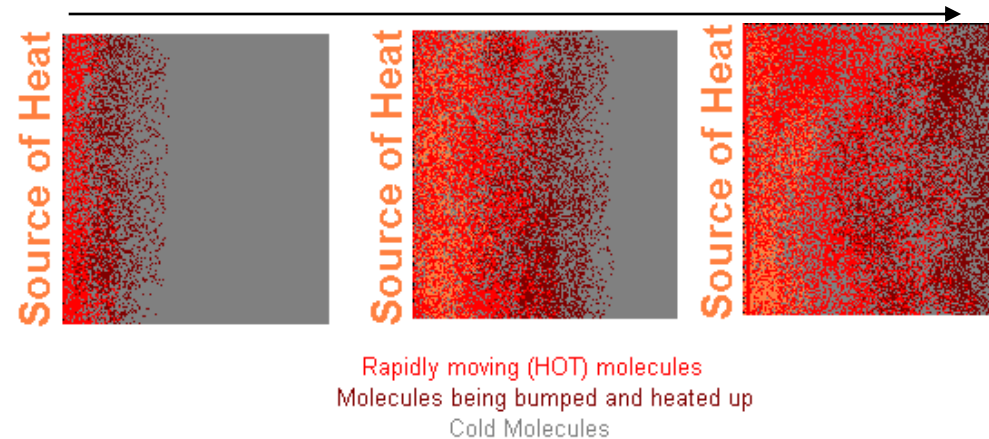 Source of Heat
Source of Heat
Source of Heat
Rapidly moving (HOT) molecules
Molecules being bumped and heated up
Cold Molecules